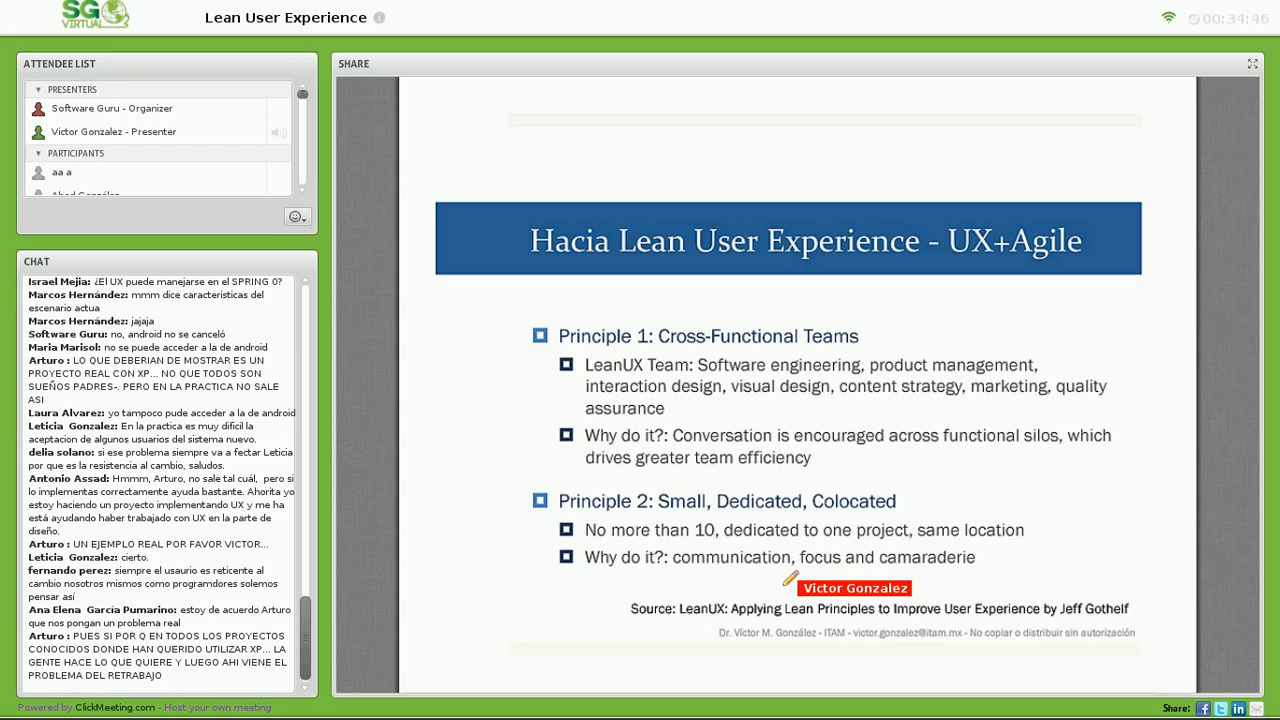 SG
VIRTUAL
Lean User Experience
00:34:46
ATTENDEE LIST
PRESENTERS
Software Guru - Organizer
Victor Gonzalez - Presenter
PARTICIPANTS
aa a
CHAT
Israel Mejia: ¿El UX puede manejarse en el SPRING 0?
Marcos Hernández: mmm dice caracteristicas del
escenario actua
Marcos Hernández: jajaja
Software Guru: no, android no se canceló
Maria Marisol: no se puede acceder a la de android
Arturo : LO QUE DEBERIAN DE MOSTRAR ES UN
PROYECTO REAL CON XP... NO QUE TODOS SON
SUEÑOS PADRES-. PERO EN LA PRACTICA NO SALE
ASI
Laura Alvarez: yo tampoco pude acceder a la de android
Leticia Gonzalez: En la practica es muy dificil la
aceptacion de algunos usuarios del sistema nuevo.
delia solano: si ese problema siempre va a fectar Leticia
por que es la resistencia al cambio, saludos.
Antonio Assad: Hmmm, Arturo, no sale tal cuál, pero si
lo implementas correctamente ayuda bastante. Ahorita yo
estoy haciendo un proyecto implementando UX y me ha
está ayudando haber trabajado con UX en la parte de
diseño.
Arturo : UN EJEMPLO REAL POR FAVOR VICTOR...
Leticia Gonzalez: cierto.
fernando perez: siempre el usaurio es reticente al
cambio nosotros mismos como programdores solemos
pensar así
Ana Elena García Pumarino: estoy de acuerdo Arturo
que nos pongan un problema real
Arturo : PUES SI POR Q EN TODOS LOS PROYECTOS
CONOCIDOS DONDE HAN QUERIDO UTILIZAR XP... LA
GENTE HACE LO QUE QUIERE Y LUEGO AHI VIENE EL
PROBLEMA DEL RETRABAJO
SHARE
Hacia Lean User Experience - UX+Agile
Principle 1: Cross-Functional Teams
LeanUX Team: Software engineering, product management,
interaction design, visual design, content strategy, marketing, quality
assurance
Why do it?: Conversation is encouraged across functional silos, which
drives greater team efficiency
Principle 2: Small, Dedicated, Colocated
No more than 10, dedicated to one project, same location
Why do it?: communication, focus and camaraderie
Victor Gonzalez
Source: LeanUX: Applying Lean Principles to Improve User Experience by Jeff Gothelf
Dr. Víctor M. González - ITAM - victor.gonzalez@itam.mx - No copiar o distribuir sin autorización
Powered by ClickMeeting.com - Host your own meeting
Share: